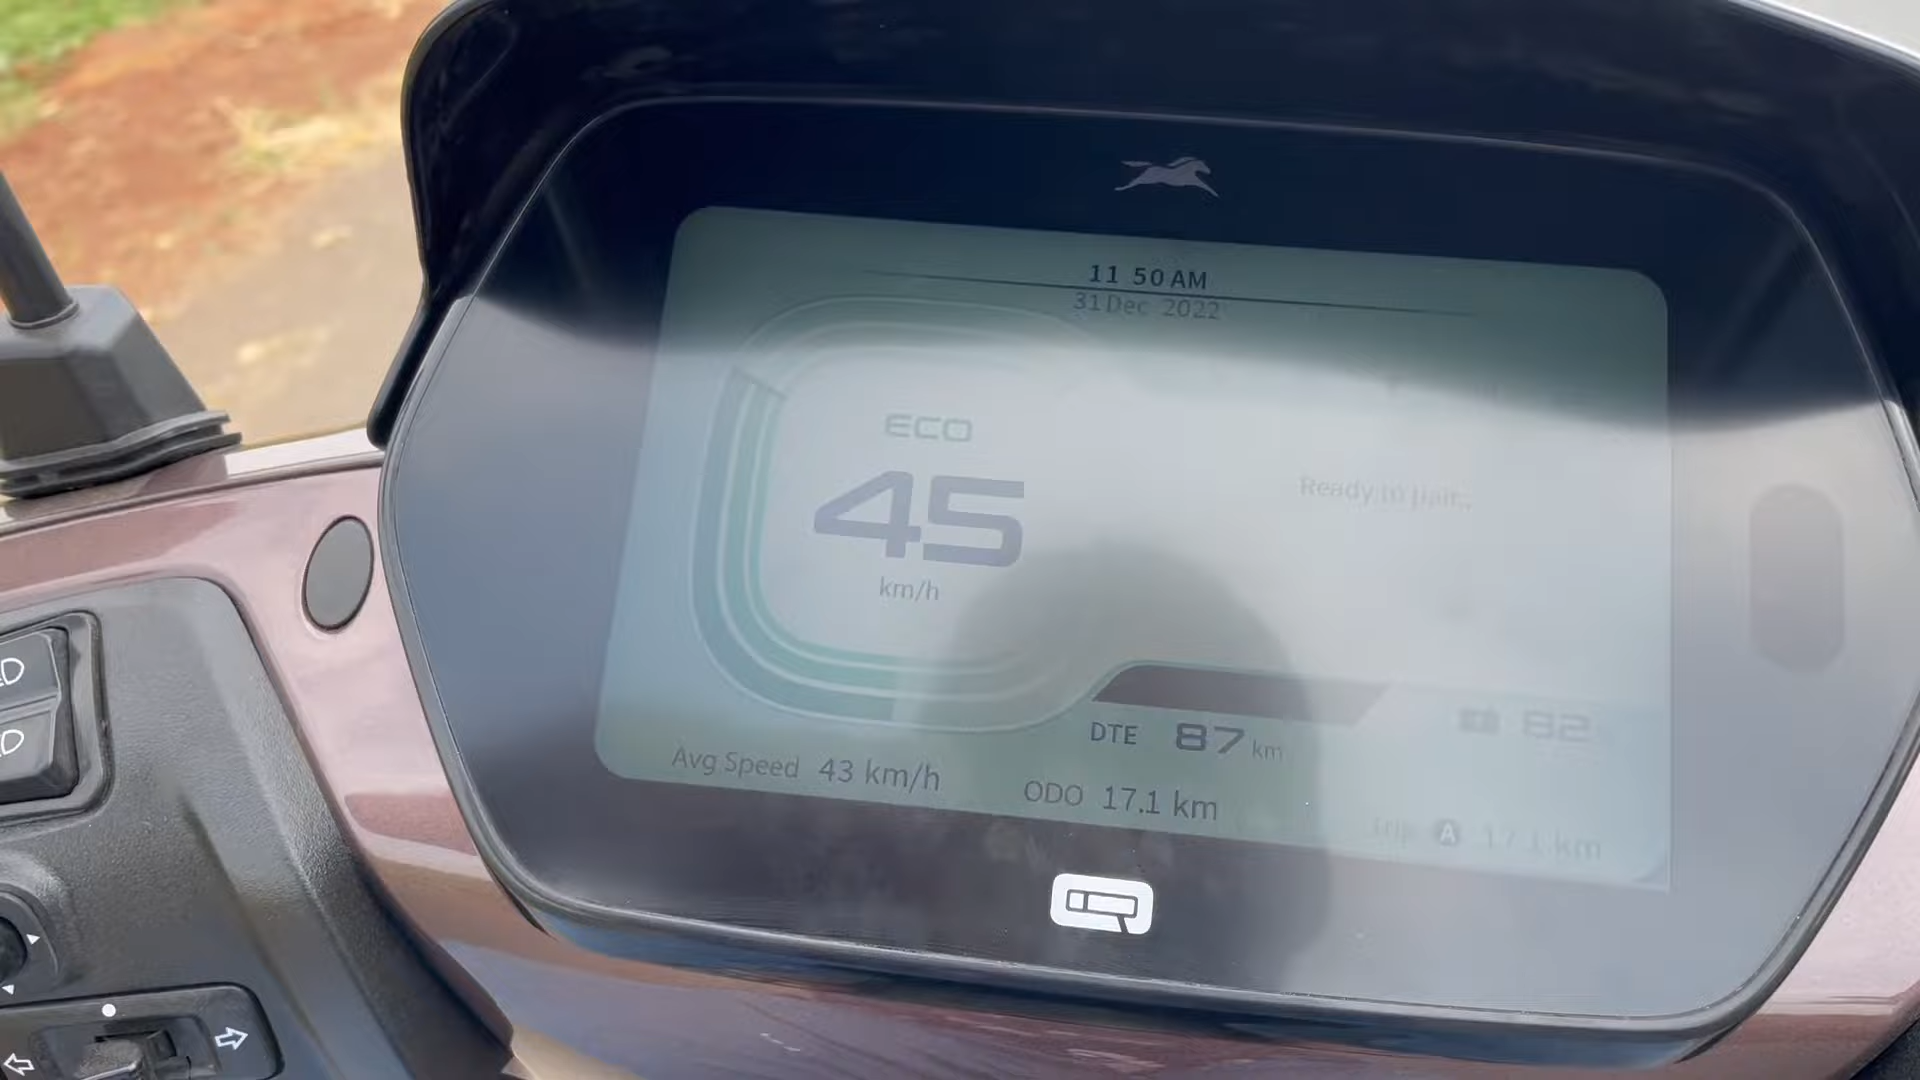 11 50 AM
31 Dec 2022
ECO
45
km/h
Ready to pair..
DTE 87 km
82
Avg Speed 43 km/h
ODO 17.1 km
Trip A 17.1 km